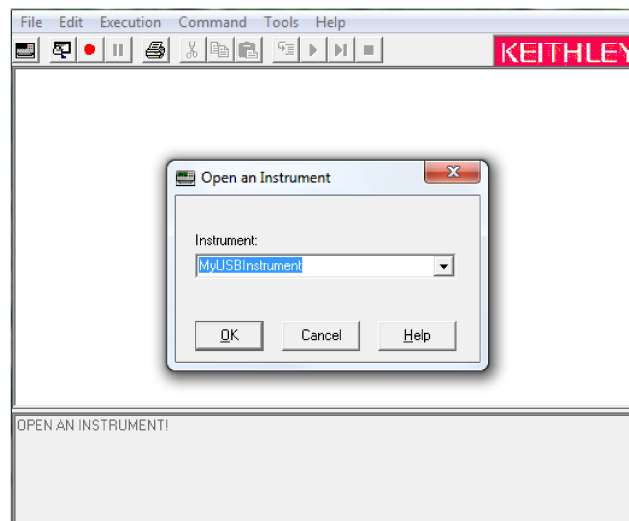 File Edit Execution Command Tools Help
KEITHLEY
Open an Instrument
Instrument:
MyUSBInstrument
OK Cancel Help
OPEN AN INSTRUMENT!